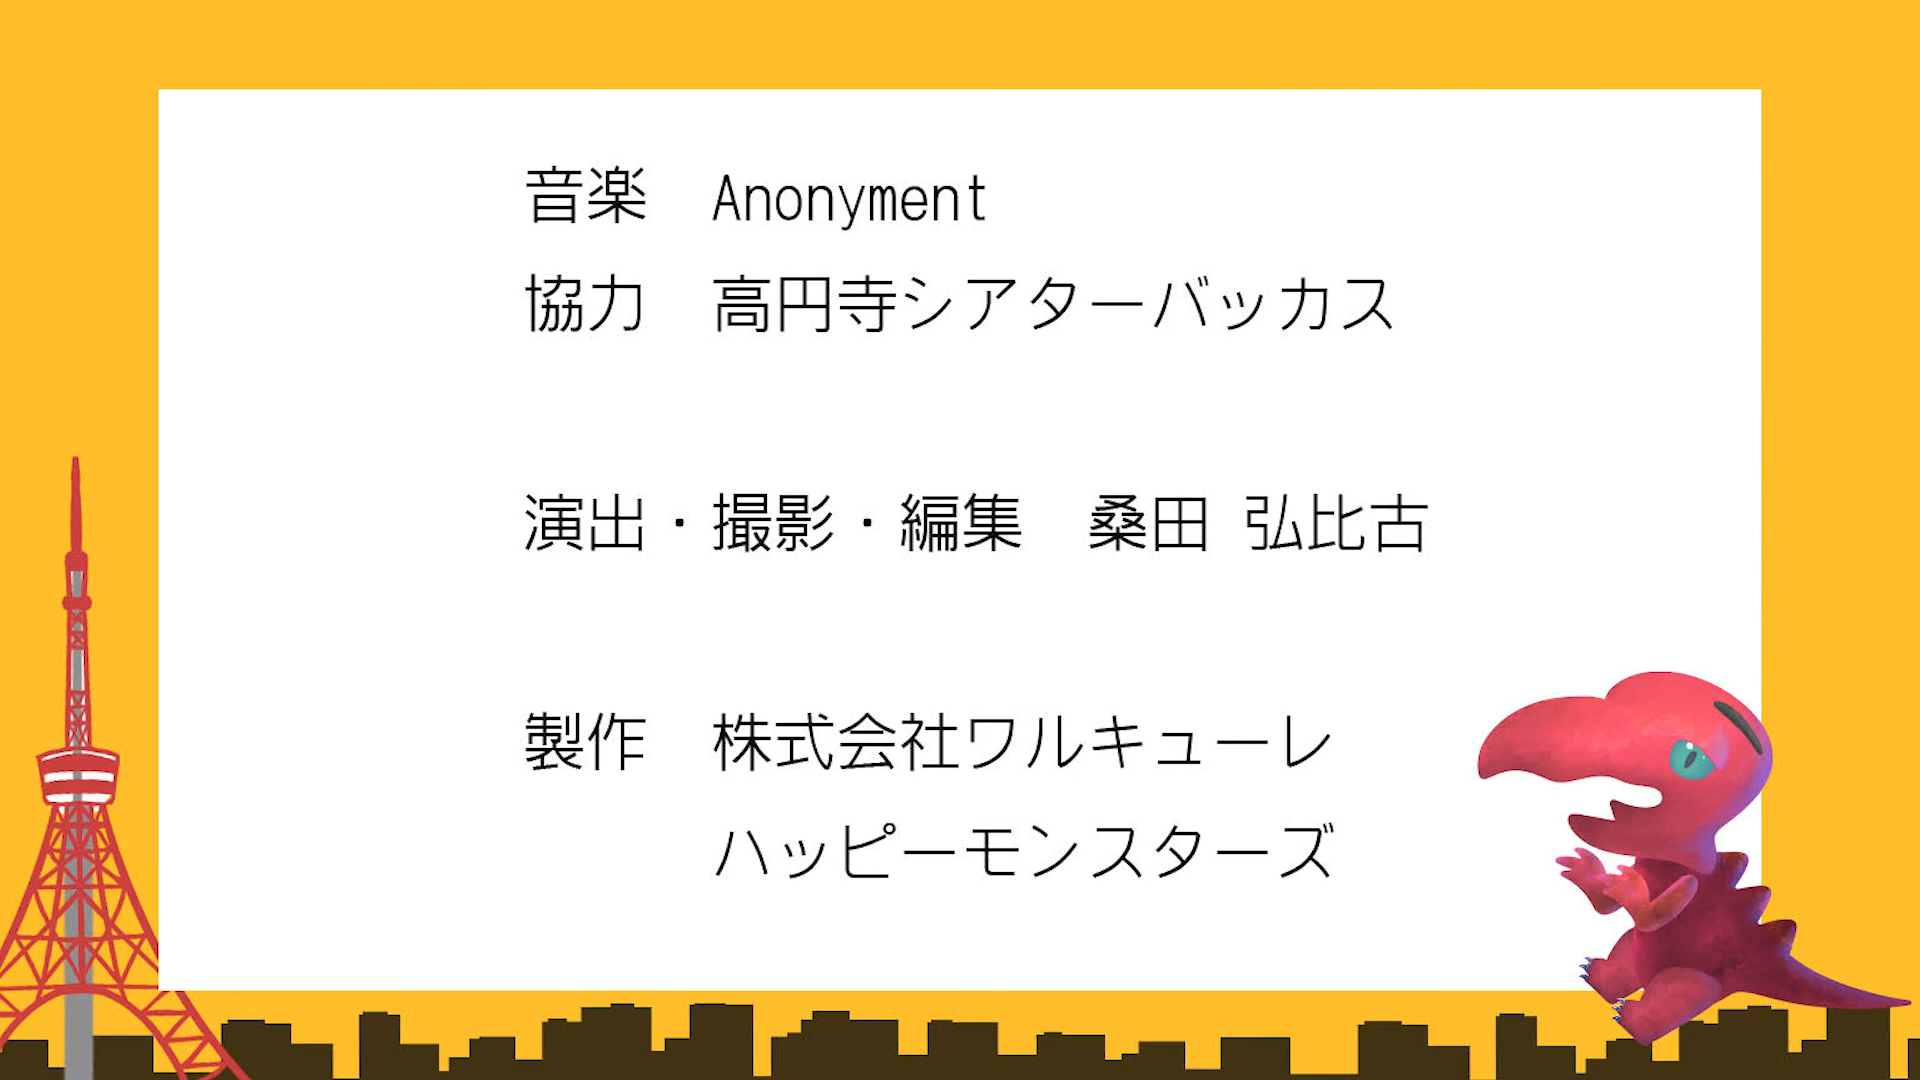 音楽　Anonyment
協力　高円寺シアターバッカス
演出・撮影・編集　桑田 弘比古
製作　株式会社ワルキューレ
ハッピーモンスターズ